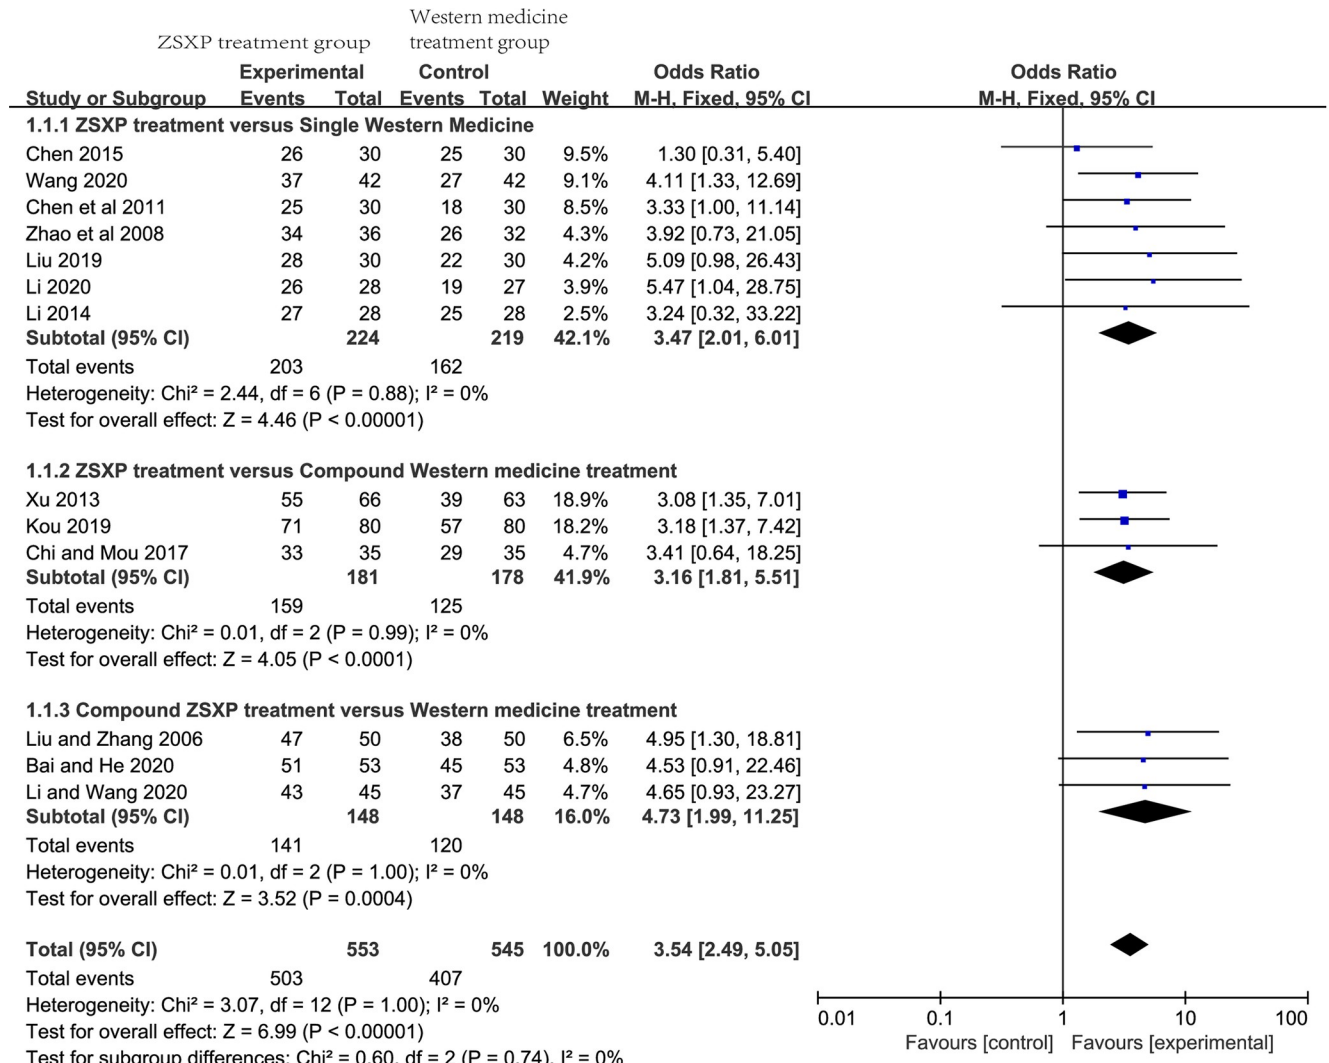 Western medicine
ZSXP treatment group treatment group
Experimental Control Odds Ratio Odds Ratio
Study or Subgroup Events Total Events Total Weight M-H, Fixed, 95% CI M-H, Fixed, 95% CI
1.1.1 ZSXP treatment versus Single Western Medicine
Chen 2015 26 30 25 30 9.5% 1.30 [0.31, 5.40]
Wang 2020 37 42 27 42 9.1% 4.11 [1.33, 12.69]
Chen et al 2011 25 30 18 30 8.5% 3.33 [1.00, 11.14]
Zhao et al 2008 34 36 26 32 4.3% 3.92 [0.73, 21.05]
Liu 2019 28 30 22 30 4.2% 5.09 [0.98, 26.43]
Li 2020 26 28 19 27 3.9% 5.47 [1.04, 28.75]
Li 2014 27 28 25 28 2.5% 3.24 [0.32, 33.22]
Subtotal (95% CI) 224 219 42.1% 3.47 [2.01, 6.01]
Total events 203 162
Heterogeneity: Chi² = 2.44, df = 6 (P = 0.88); I² = 0%
Test for overall effect: Z = 4.46 (P < 0.00001)
1.1.2 ZSXP treatment versus Compound Western medicine treatment
Xu 2013 55 66 39 63 18.9% 3.08 [1.35, 7.01]
Kou 2019 71 80 57 80 18.2% 3.18 [1.37, 7.42]
Chi and Mou 2017 33 35 29 35 4.7% 3.41 [0.64, 18.25]
Subtotal (95% CI) 181 178 41.9% 3.16 [1.81, 5.51]
Total events 159 125
Heterogeneity: Chi² = 0.01, df = 2 (P = 0.99); I² = 0%
Test for overall effect: Z = 4.05 (P < 0.0001)
1.1.3 Compound ZSXP treatment versus Western medicine treatment
Liu and Zhang 2006 47 50 38 50 6.5% 4.95 [1.30, 18.81]
Bai and He 2020 51 53 45 53 4.8% 4.53 [0.91, 22.46]
Li and Wang 2020 43 45 37 45 4.7% 4.65 [0.93, 23.27]
Subtotal (95% CI) 148 148 16.0% 4.73 [1.99, 11.25]
Total events 141 120
Heterogeneity: Chi² = 0.01, df = 2 (P = 1.00); I² = 0%
Test for overall effect: Z = 3.52 (P = 0.0004)
Total (95% CI) 553 545 100.0% 3.54 [2.49, 5.05]
Total events 503 407
Heterogeneity: Chi² = 3.07, df = 12 (P = 1.00); I² = 0%
0.01 0.1 1 10 100
Test for overall effect: Z = 6.99 (P < 0.00001)
Favours [control] Favours [experimental]
Test for subgroup differences: Chi² = 0.60, df = 2 (P = 0.74), I² = 0%